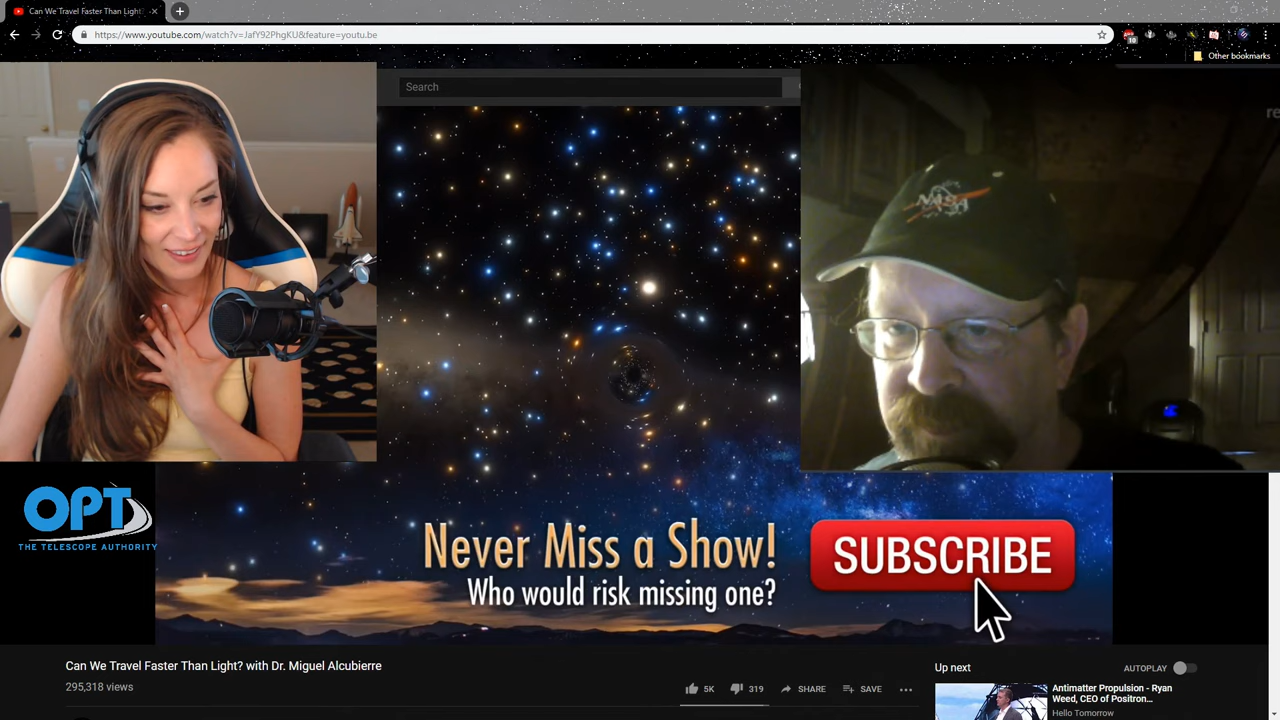 Can We Travel Faster Than Light?
https://www.youtube.com/watch?v=JafY92PhgKU&feature=youtu.be
Other bookmarks
Search
re
NASA
OPT
THE TELESCOPE AUTHORITY
Never Miss a Show!
Who would risk missing one?
SUBSCRIBE
Can We Travel Faster Than Light? with Dr. Miguel Alcubierre
295,318 views
5K
319
SHARE
SAVE
Up next
AUTOPLAY
Antimatter Propulsion - Ryan
Weed, CEO of Positron...
Hello Tomorrow